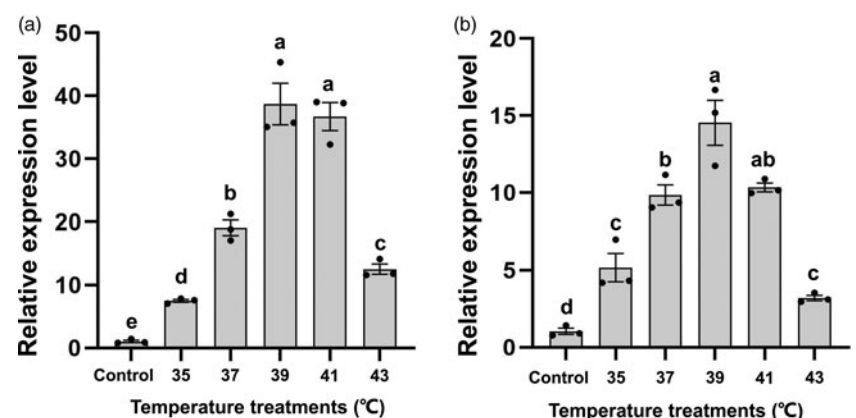 (a)
Relative expression level
50
40
30
20
10
0
a
a
b
c
d
e
Control 35 37 39 41 43
Temperature treatments (℃)
(b)
Relative expression level
20
15
10
5
0
a
b
ab
c
c
d
Control 35 37 39 41 43
Temperature treatments (℃)